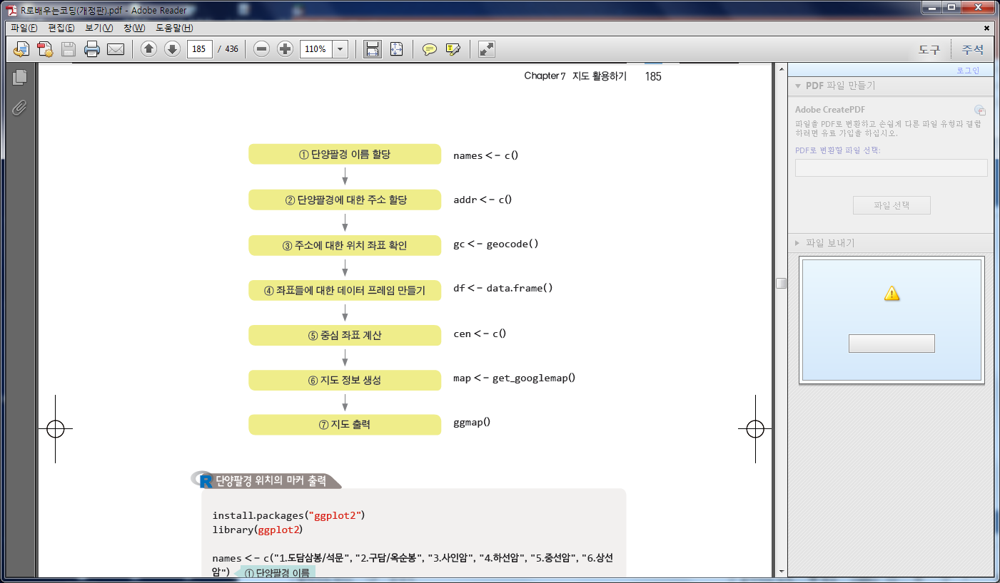 R로배우는코딩(개정판).pdf - Adobe Reader
파일(F) 편집(E) 보기(V) 창(W) 도움말(H)
185 / 436 110% 도구 주석
로그인
PDF 파일 만들기
Adobe CreatePDF
파일을 PDF로 변환하고 손쉽게 다른 파일 유형과 결합
하려면 유료 가입을 하십시오.
PDF로 변환할 파일 선택:
파일 선택
파일 보내기
Chapter 7 지도 활용하기 185
① 단양팔경 이름 할당 names <- c()
② 단양팔경에 대한 주소 할당 addr <- c()
③ 주소에 대한 위치 좌표 확인 gc <- geocode()
④ 좌표들에 대한 데이터 프레임 만들기 df <- data.frame()
⑤ 중심 좌표 계산 cen <- c()
⑥ 지도 정보 생성 map <- get_googlemap()
⑦ 지도 출력 ggmap()
R 단양팔경 위치의 마커 출력
install.packages("ggplot2")
library(ggplot2)
names <- c("1.도담삼봉/석문", "2.구담/옥순봉", "3.사인암", "4.하선암", "5.중선암", "6.상선
암") ① 단양팔경 이름